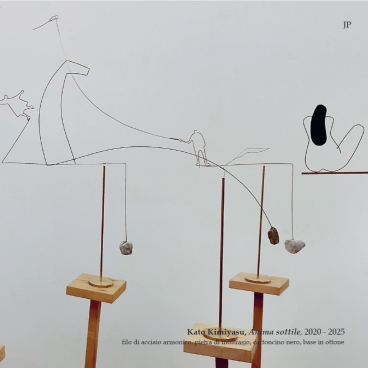 JP
Kato Kimiyasu, Anima sottile, 2020 - 2025
filo di acciaio armonico, pietra di montagna, cartoncino nero, base in ottone